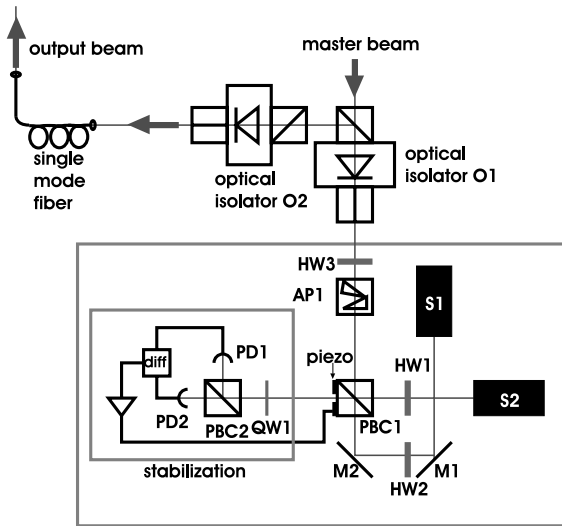 output beam
master beam
single
mode
fiber
optical
isolator O2
optical
isolator O1
HW3
AP1
S1
PD1
diff
piezo
HW1
S2
PD2
PBC2
QW1
PBC1
stabilization
M2
HW2
M1